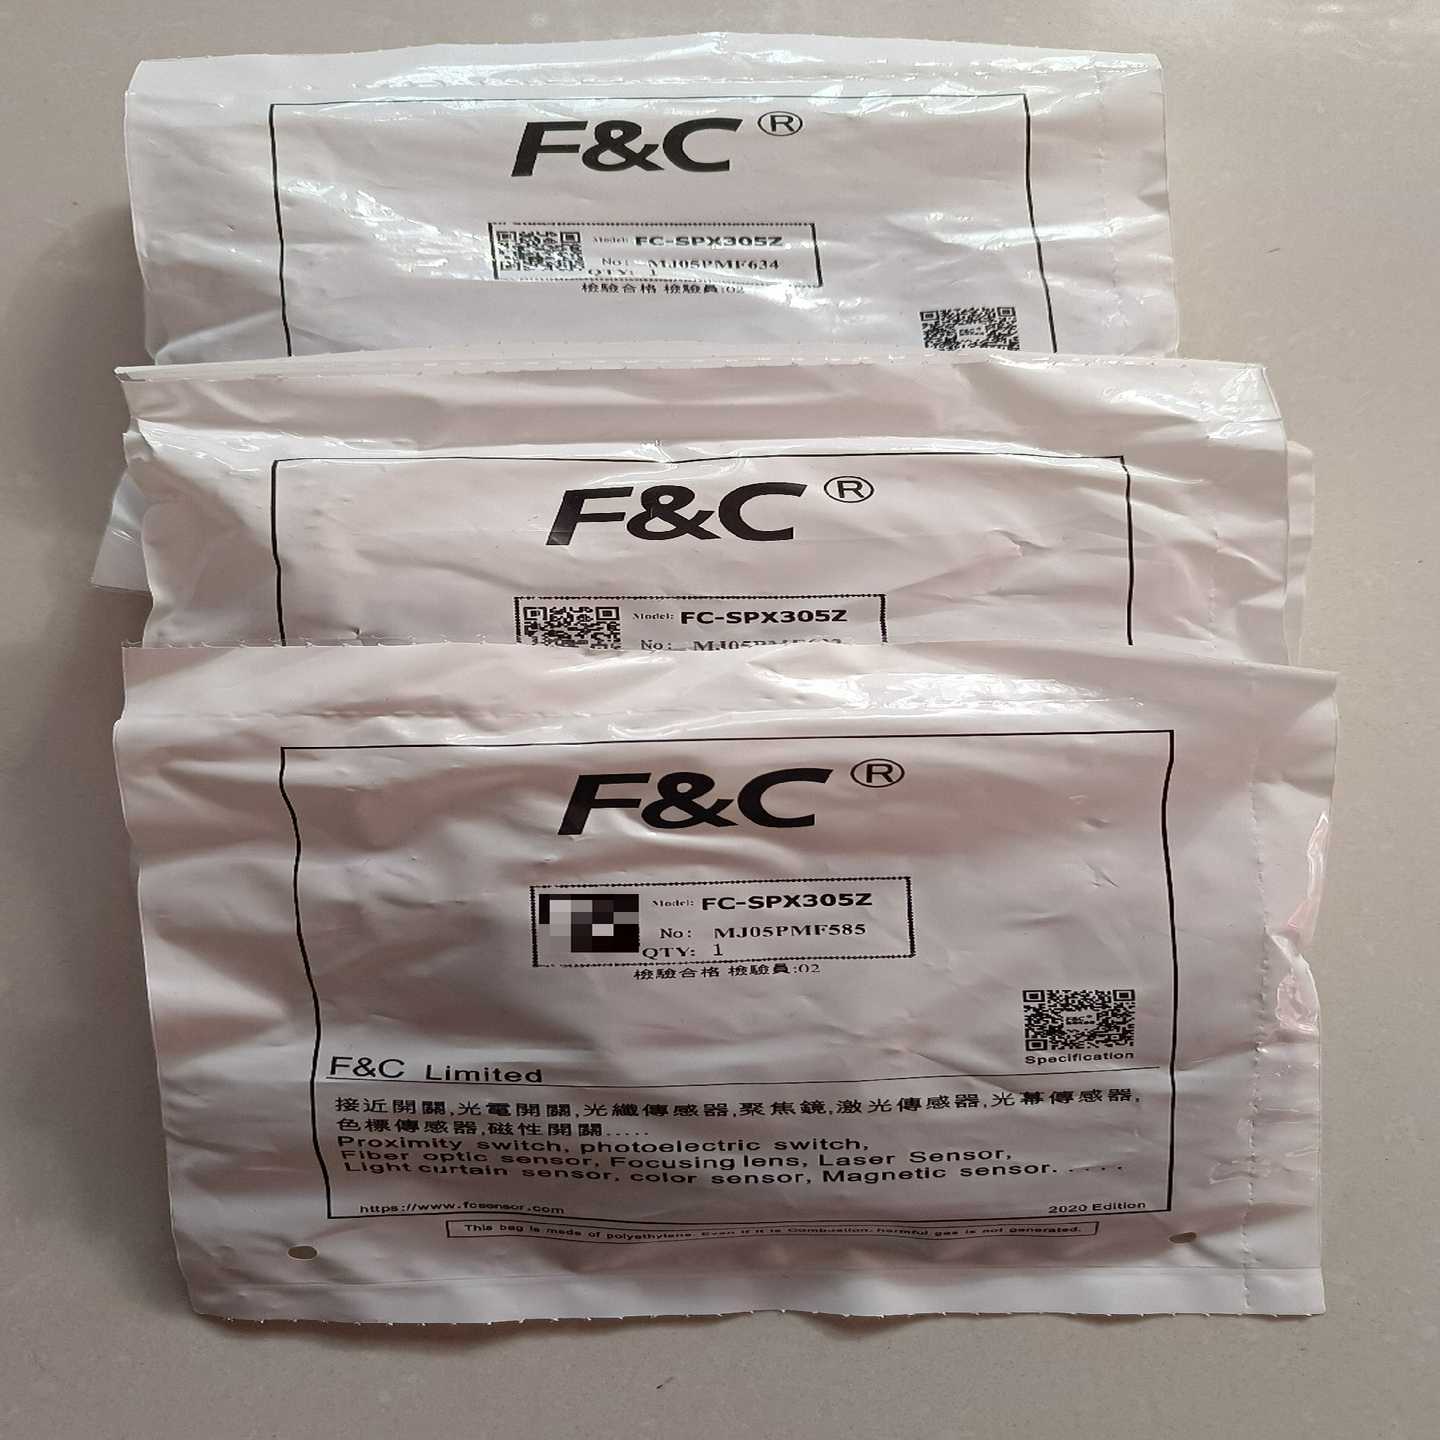 F&C®
Model: FC-SPX305Z
No: MJ05PMF634
QTY: 1
檢驗合格 檢驗員:02
F&C®
Model: FC-SPX305Z
No:
F&C®
Model: FC-SPX305Z
No: MJ05PMF585
QTY: 1
檢驗合格 檢驗員:02
Specification
F&C Limited
接近開關,光電開關,光纖傳感器,聚焦鏡,激光傳感器,光幕傳感器,
色標傳感器,磁性開關.....
Proximity switch, photoelectric switch,
Fiber optic sensor, Focusing lens, Laser Sensor,
Light curtain sensor, color sensor, Magnetic sensor.....
https://www.fcsensor.com
2020 Edition
This bag is made of polyethylene. Even if it is Combustion, harmful gas is not generated.